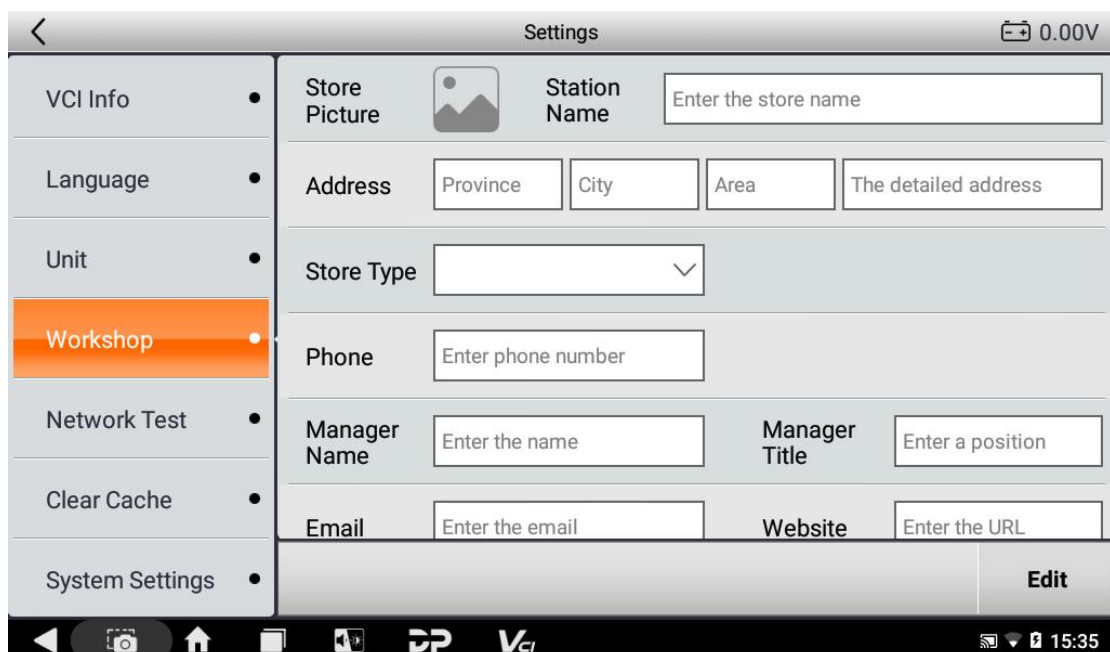 Settings
0.00V
VCI Info
Language
Unit
Workshop
Network Test
Clear Cache
System Settings
Store
Picture
Station
Name
Enter the store name
Address
Province
City
Area
The detailed address
Store Type
Phone
Enter phone number
Manager
Name
Enter the name
Manager
Title
Enter a position
Email
Enter the email
Website
Enter the URL
Edit
DP
VCI
15:35